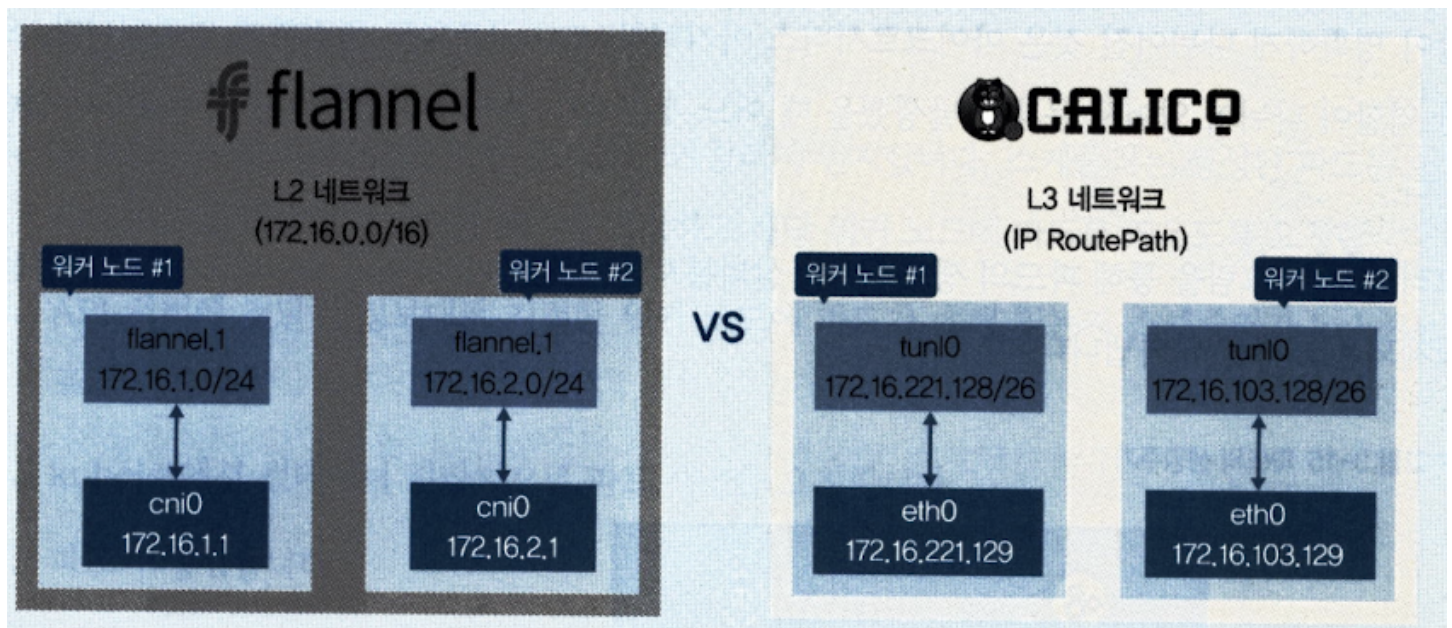 flannel
L2 네트워크
(172.16.0.0/16)
워커 노드 #1
flannel.1
172.16.1.0/24
cni0
172.16.1.1
워커 노드 #2
flannel.1
172.16.2.0/24
cni0
172.16.2.1
VS
CALICO
L3 네트워크
(IP RoutePath)
워커 노드 #1
tunl0
172.16.221.128/26
eth0
172.16.221.129
워커 노드 #2
tunl0
172.16.103.128/26
eth0
172.16.103.129